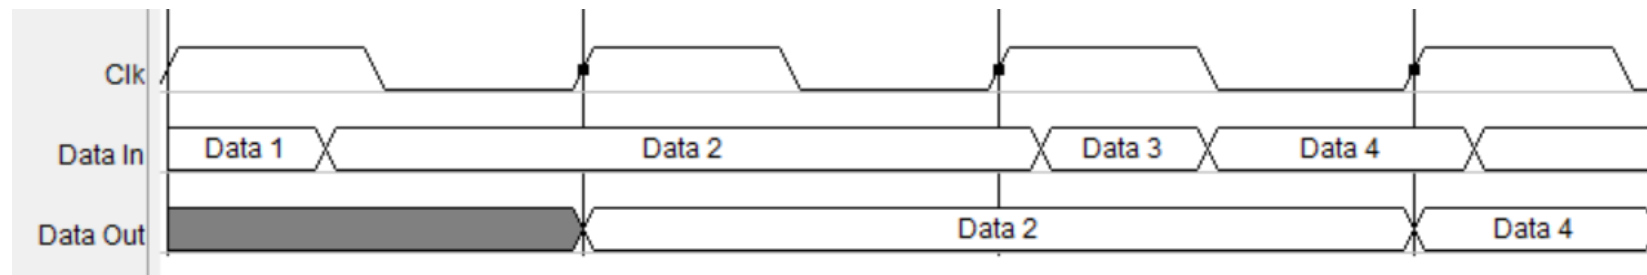 Clk
Data In Data 1 Data 2 Data 3 Data 4
Data Out Data 2 Data 4